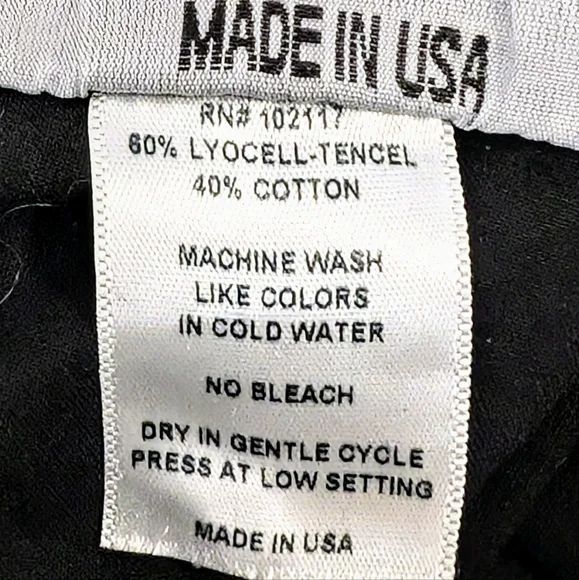 MADE IN USA
RN# 102117
60% LYOCELL-TENCEL
40% COTTON
MACHINE WASH
LIKE COLORS
IN COLD WATER
NO BLEACH
DRY IN GENTLE CYCLE
PRESS AT LOW SETTING
MADE IN USA